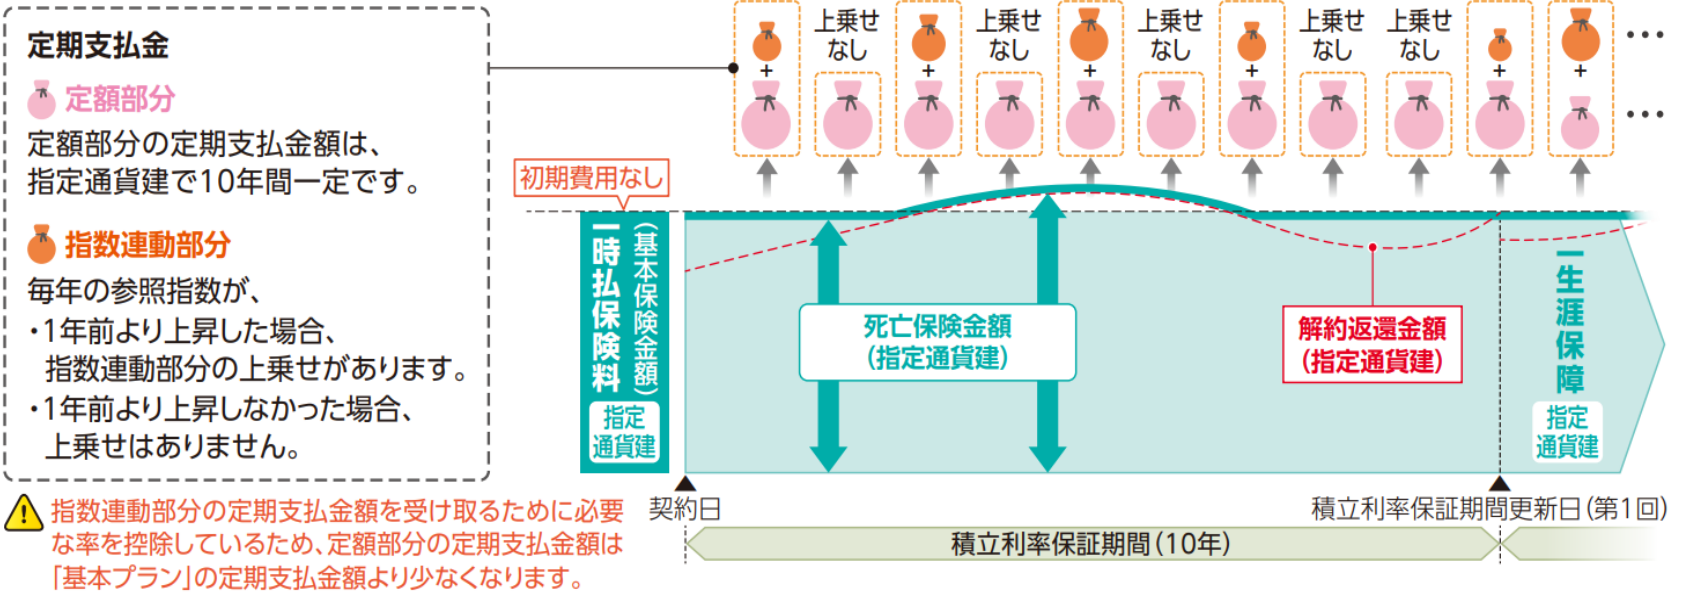 定期支払金
定額部分
定額部分の定期支払金額は、
指定通貨建で10年間一定です。
指数連動部分
毎年の参照指数が、
・1年前より上昇した場合、
指数連動部分の上乗せがあります。
・1年前より上昇しなかった場合、
上乗せはありません。
指数連動部分の定期支払金額を受け取るために必要
な率を控除しているため、定額部分の定期支払金額は
「基本プラン」の定期支払金額より少なくなります。
+
上乗せ
なし
+
上乗せ
なし
+
上乗せ
なし
+
上乗せ
なし
上乗せ
なし
+
+
…
…
初期費用なし
一時払保険料
（基本保険金額）
指定
通貨建
死亡保険金額
（指定通貨建）
解約返還金額
（指定通貨建）
一生涯保障
指定
通貨建
契約日
積立利率保証期間更新日（第1回）
積立利率保証期間（10年）